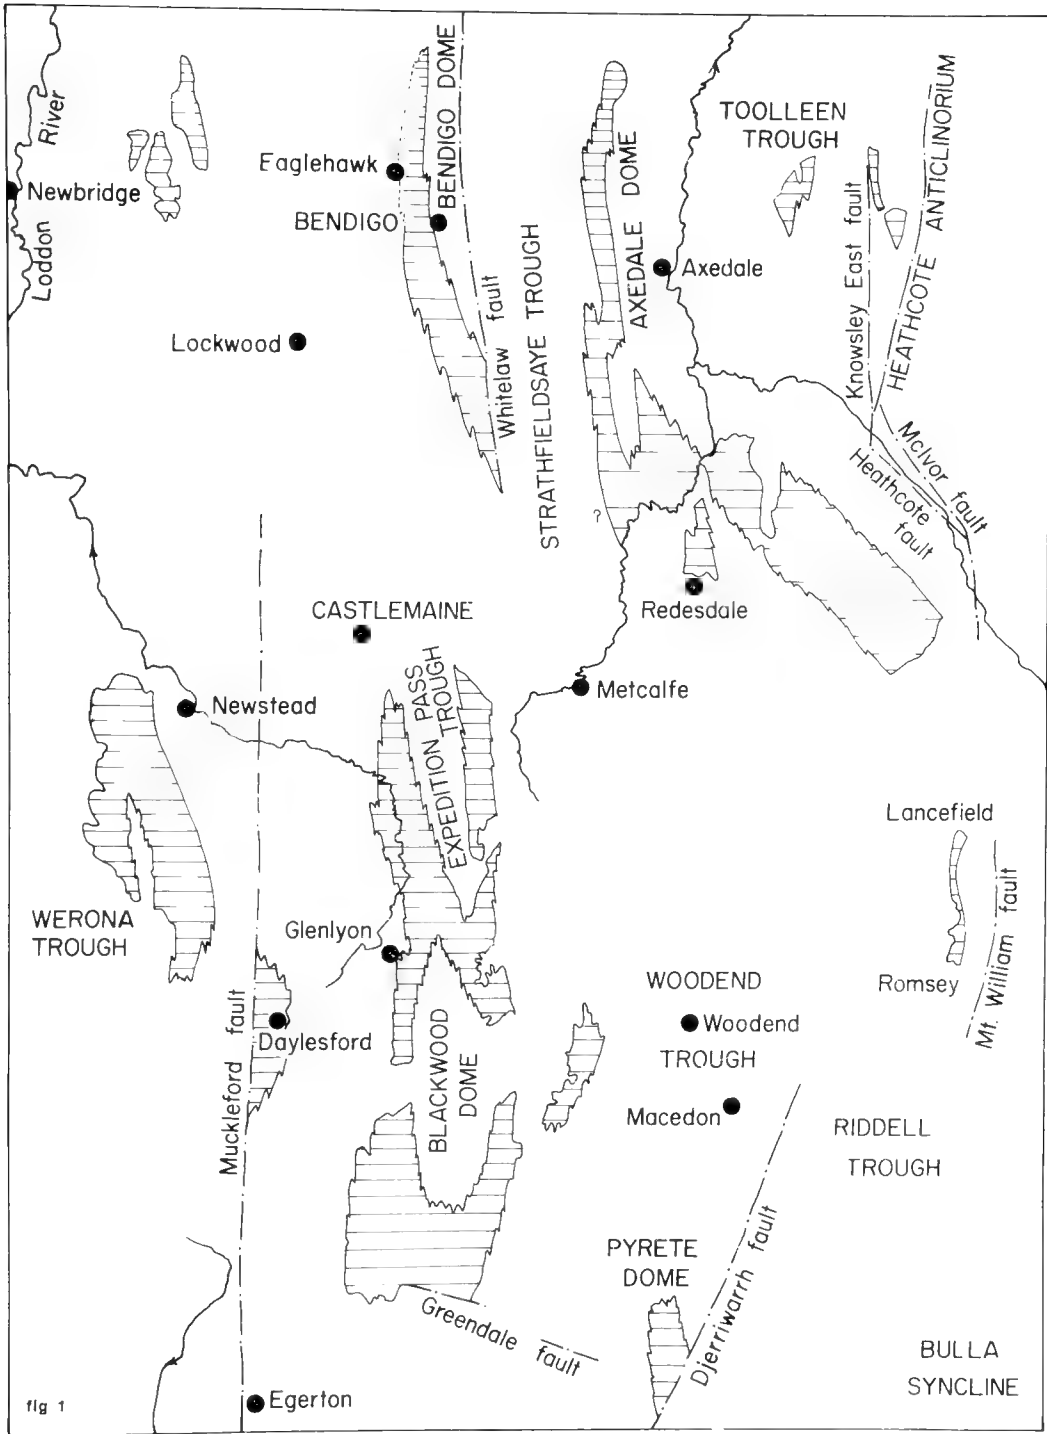 River
Loddon
Newbridge
Eaglehawk
BENDIGO
BENDIGO DOME
Whitelaw fault
Lockwood
STRATHFIELDSAYE TROUGH
AXEDALE DOME
Axedale
TOOLLEEN
TROUGH
Knowsley East fault
HEATHCOTE ANTICLINORIUM
McIvor fault
Heathcote
fault
?
Redesdale
CASTLEMAINE
Metcalfe
Newstead
EXPEDITION PASS
TROUGH
WERONA
TROUGH
Glenlyon
Muckleford fault
Daylesford
BLACKWOOD
DOME
Lancefield
Romsey
Mt. William fault
WOODEND
Woodend
TROUGH
Macedon
RIDDELL
TROUGH
PYRETE
DOME
Djerriwarrh fault
Greendale
fault
BULLA
SYNCLINE
Egerton
fig 1